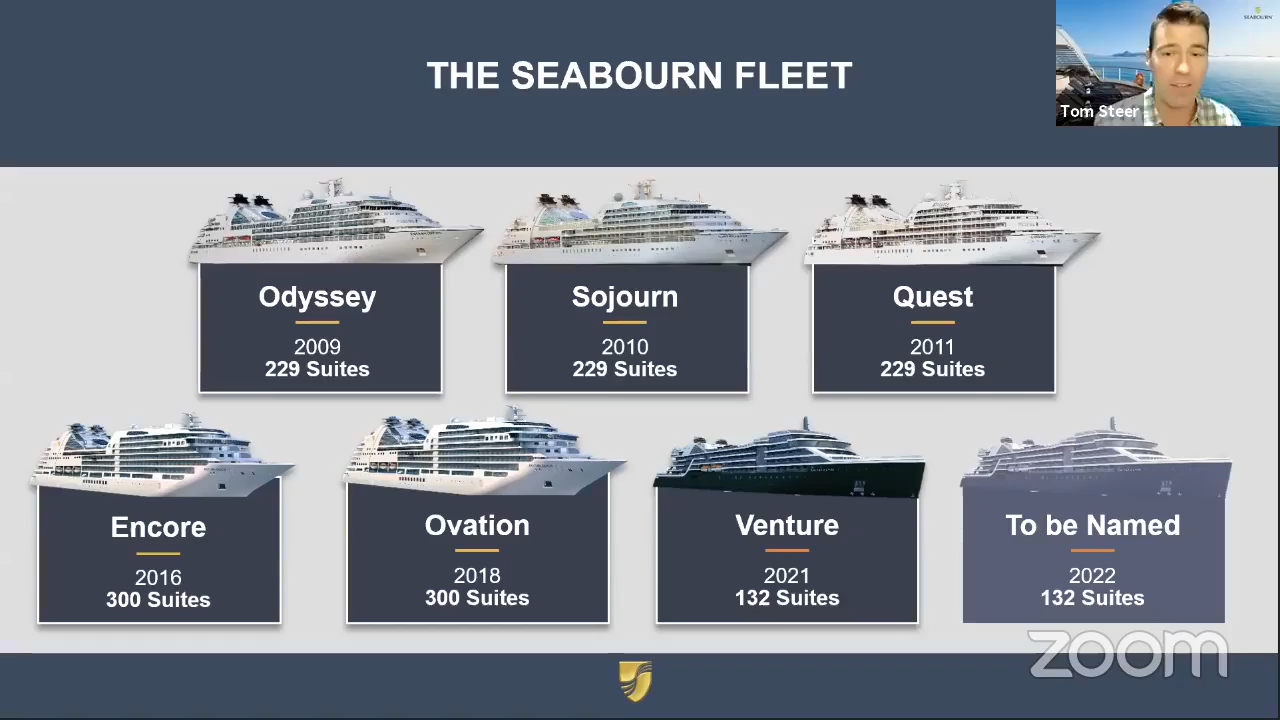 THE SEABOURN FLEET
SEABOURN
Tom Steer
Odyssey
2009
229 Suites
Sojourn
2010
229 Suites
Quest
2011
229 Suites
Encore
2016
300 Suites
Ovation
2018
300 Suites
Venture
2021
132 Suites
To be Named
2022
132 Suites
zoom